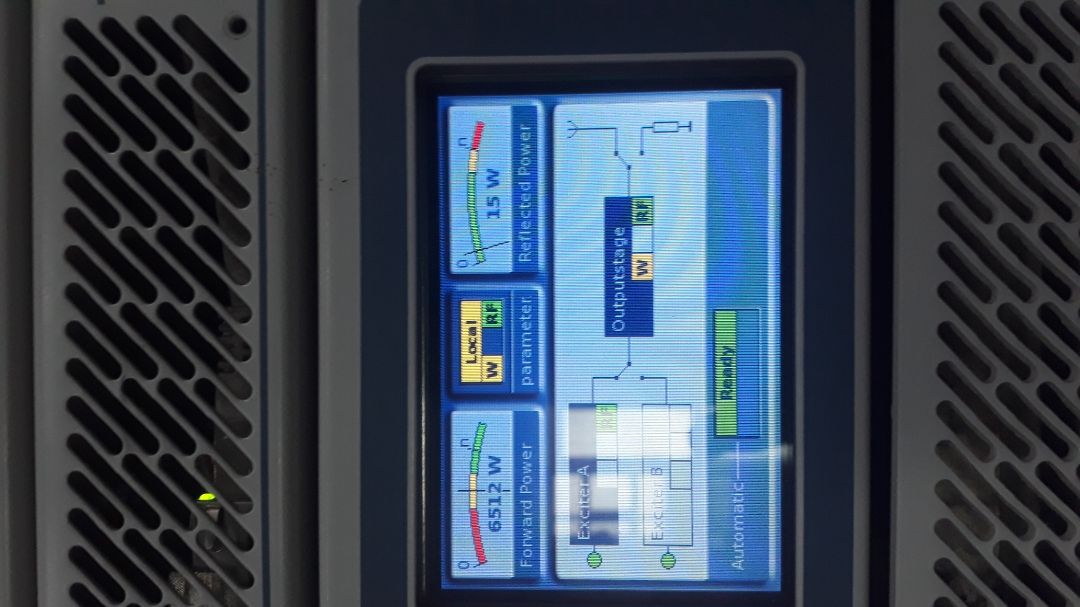 0 n
6512 W
Forward Power
Local
W RF
parameter
0 n
15 W
Reflected Power
Exciter A
RF
Exciter B
Outputstage
W RF
Automatic
Ready